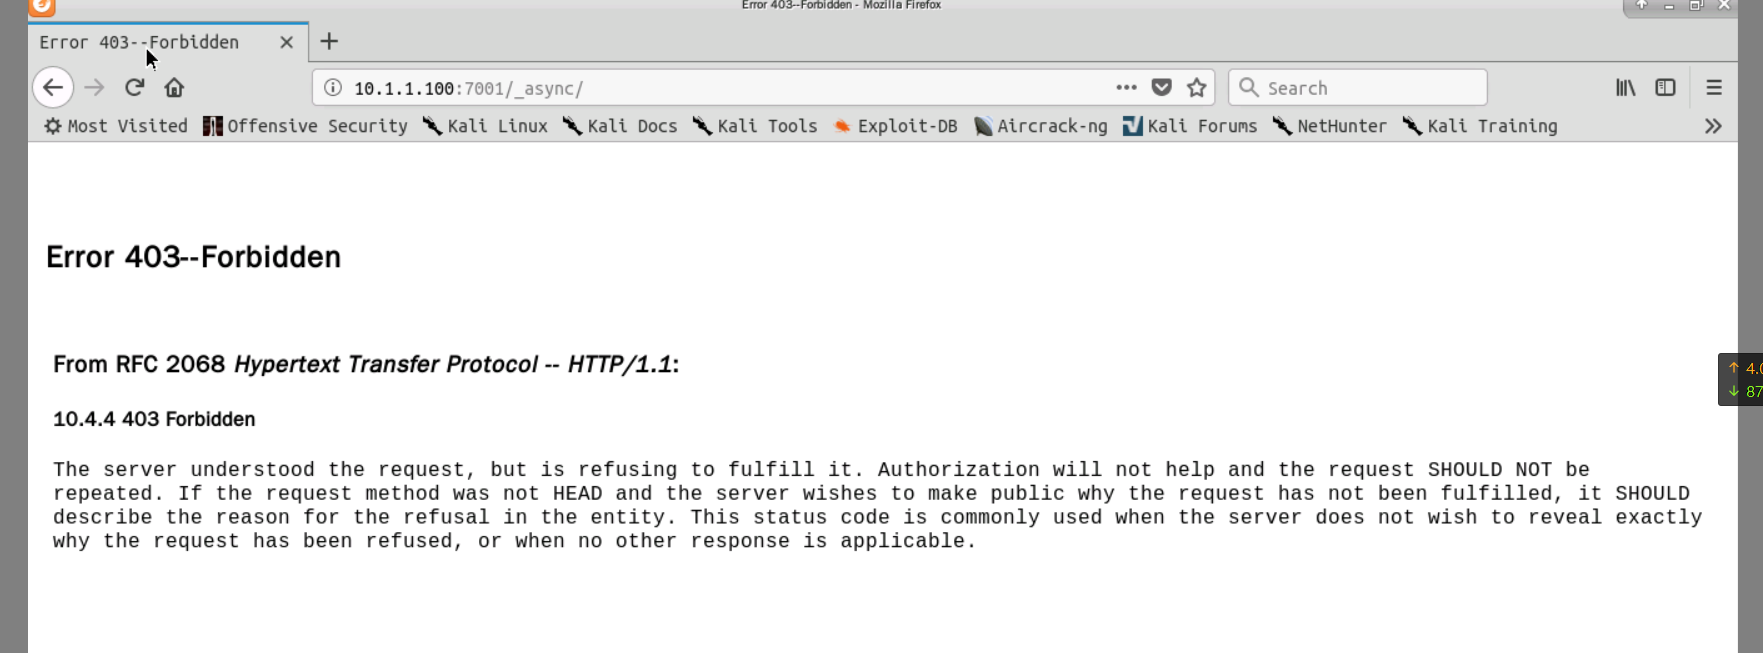 Error 403--Forbidden - Mozilla Firefox
Error 403--Forbidden
10.1.1.100:7001/_async/
Search
Most Visited Offensive Security Kali Linux Kali Docs Kali Tools Exploit-DB Aircrack-ng Kali Forums NetHunter Kali Training
Error 403--Forbidden
From RFC 2068 Hypertext Transfer Protocol -- HTTP/1.1:
10.4.4 403 Forbidden
The server understood the request, but is refusing to fulfill it. Authorization will not help and the request SHOULD NOT be
repeated. If the request method was not HEAD and the server wishes to make public why the request has not been fulfilled, it SHOULD
describe the reason for the refusal in the entity. This status code is commonly used when the server does not wish to reveal exactly
why the request has been refused, or when no other response is applicable.